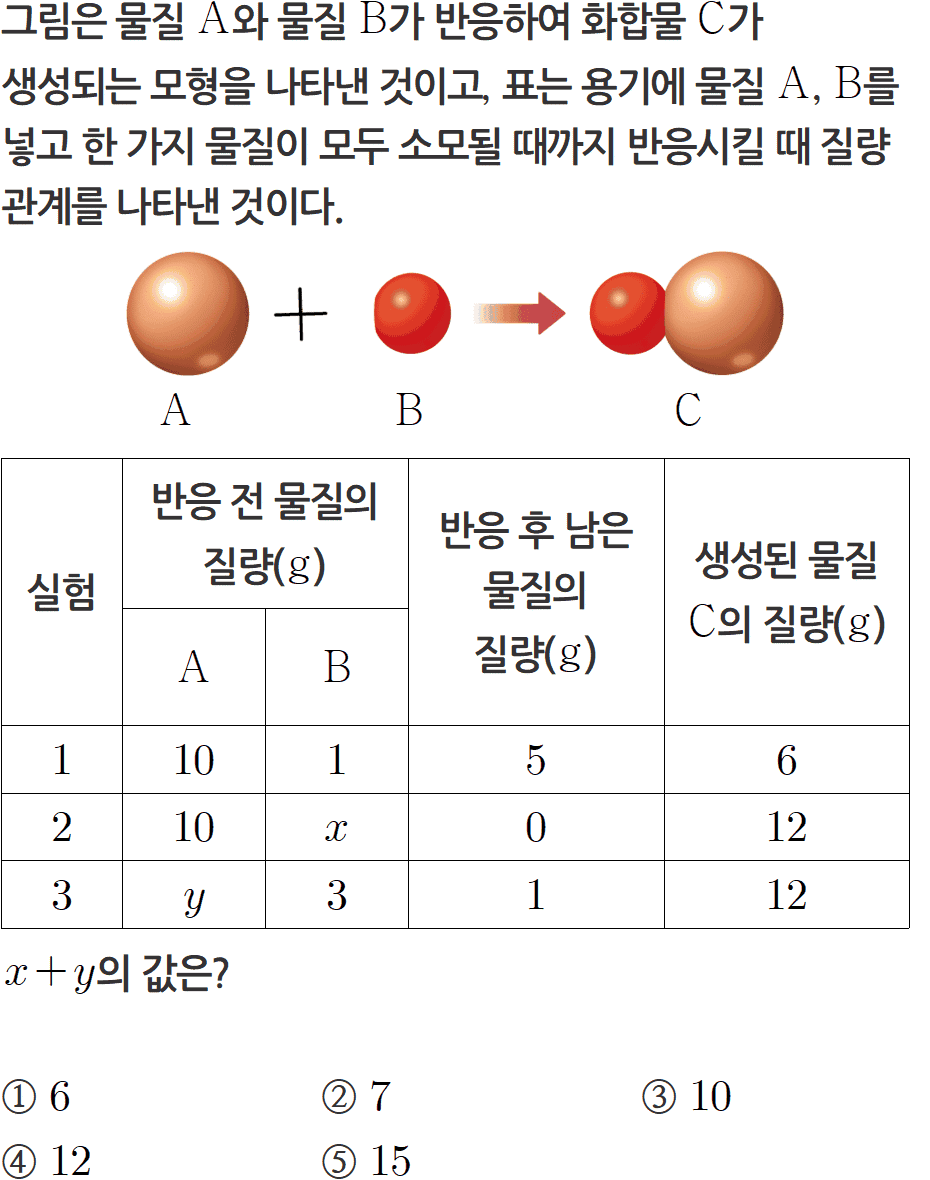 그림은 물질 A와 물질 B가 반응하여 화합물 C가
생성되는 모형을 나타낸 것이고, 표는 용기에 물질 A, B를
넣고 한 가지 물질이 모두 소모될 때까지 반응시킬 때 질량
관계를 나타낸 것이다.
+
A B C
실험 반응 전 물질의 질량(g) 반응 후 남은 물질의 질량(g) 생성된 물질 C의 질량(g)
A B
1 10 1 5 6
2 10 x 0 12
3 y 3 1 12
x+y의 값은?
① 6 ② 7 ③ 10
④ 12 ⑤ 15